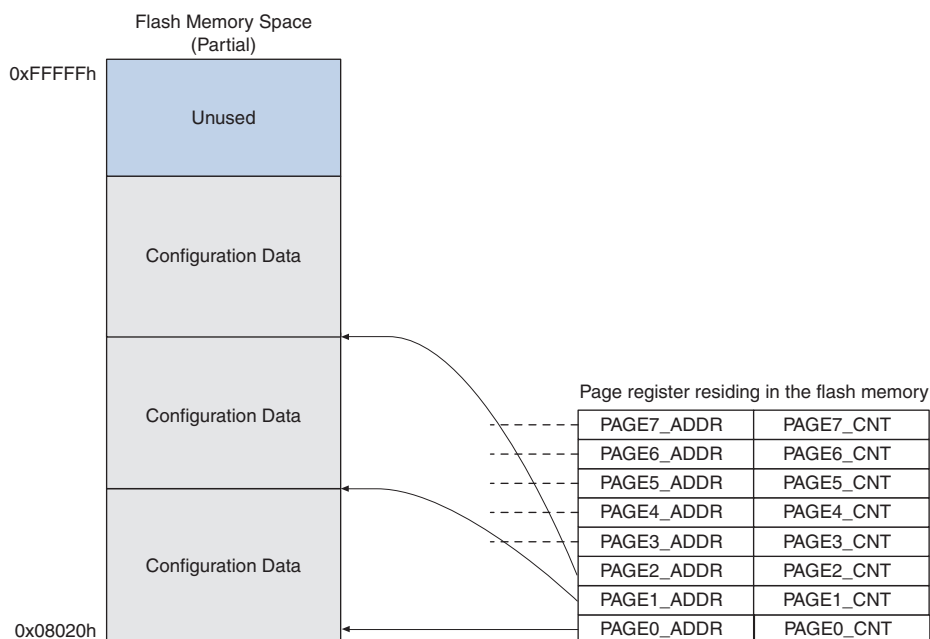 Flash Memory Space
(Partial)
0xFFFFFh
Unused
Configuration Data
Configuration Data
Configuration Data
0x08020h
Page register residing in the flash memory
PAGE7_ADDR PAGE7_CNT
PAGE6_ADDR PAGE6_CNT
PAGE5_ADDR PAGE5_CNT
PAGE4_ADDR PAGE4_CNT
PAGE3_ADDR PAGE3_CNT
PAGE2_ADDR PAGE2_CNT
PAGE1_ADDR PAGE1_CNT
PAGE0_ADDR PAGE0_CNT